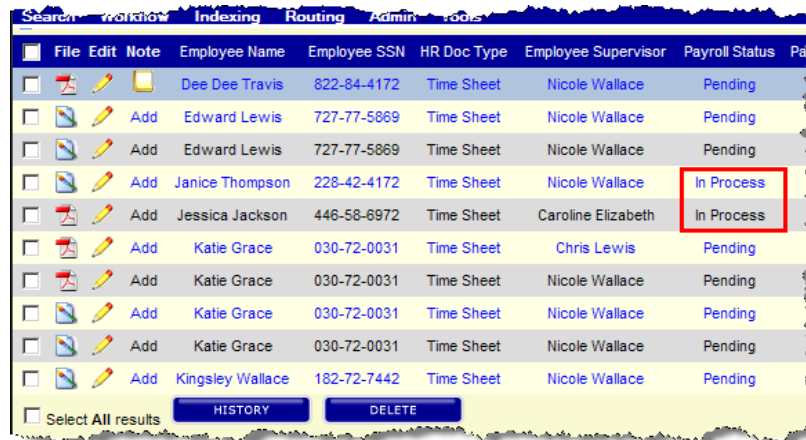 Search Workflow Indexing Routing Admin Tools
File Edit Note Employee Name Employee SSN HR Doc Type Employee Supervisor Payroll Status Pa
Dee Dee Travis 822-84-4172 Time Sheet Nicole Wallace Pending
Add Edward Lewis 727-77-5869 Time Sheet Nicole Wallace Pending
Add Edward Lewis 727-77-5869 Time Sheet Nicole Wallace Pending
Add Janice Thompson 228-42-4172 Time Sheet Nicole Wallace In Process
Add Jessica Jackson 446-58-6972 Time Sheet Caroline Elizabeth In Process
Add Katie Grace 030-72-0031 Time Sheet Chris Lewis Pending
Add Katie Grace 030-72-0031 Time Sheet Nicole Wallace Pending
Add Katie Grace 030-72-0031 Time Sheet Nicole Wallace Pending
Add Katie Grace 030-72-0031 Time Sheet Nicole Wallace Pending
Add Kingsley Wallace 182-72-7442 Time Sheet Nicole Wallace Pending
Select All results HISTORY DELETE